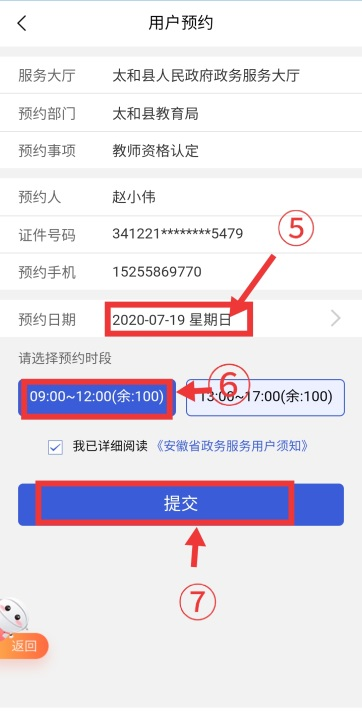 用户预约
服务大厅 太和县人民政府政务服务大厅
预约部门 太和县教育局
预约事项 教师资格认定
预约人 赵小伟
证件号码 341221********5479
预约手机 15255869770
⑤
预约日期 2020-07-19 星期日
请选择预约时段
09:00~12:00(余:100) ⑥ 13:00~17:00(余:100)
我已详细阅读 《安徽省政务服务用户须知》
提交
⑦
返回